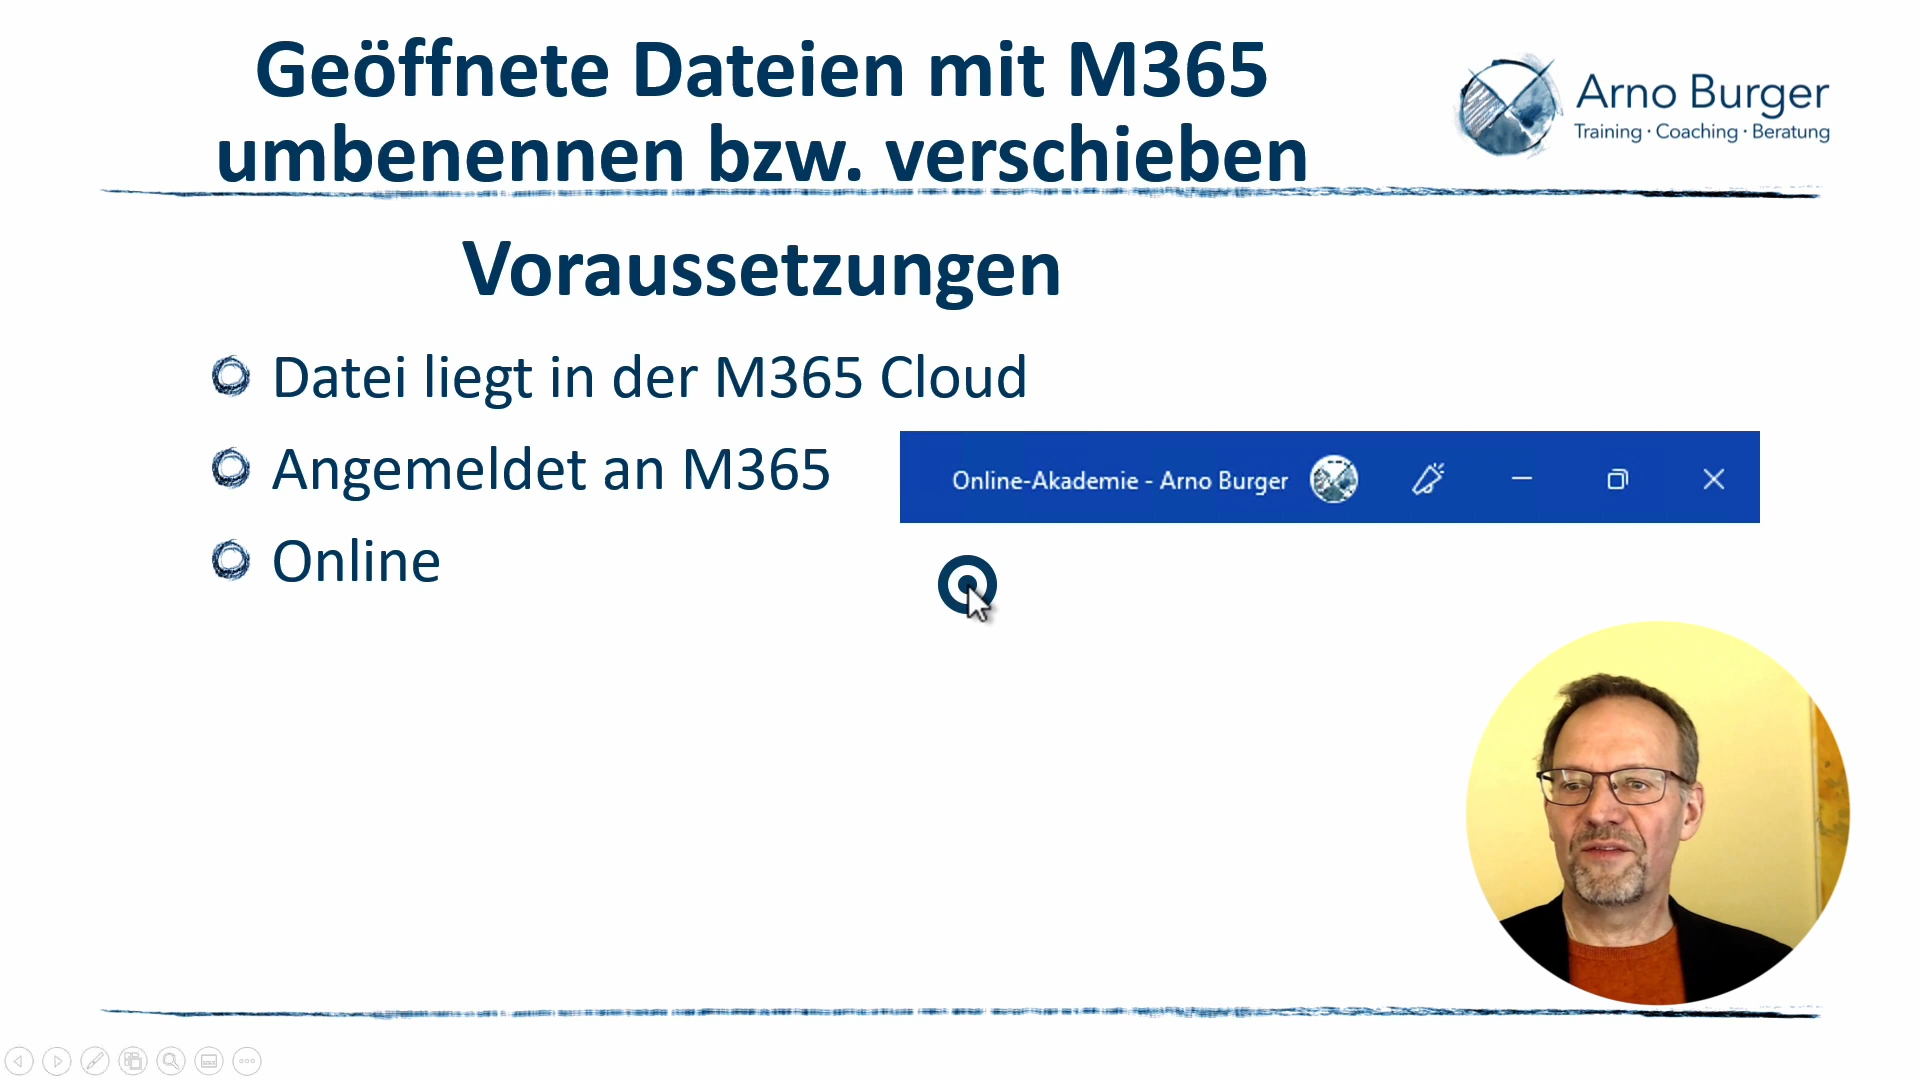 Geöffnete Dateien mit M365
umbenennen bzw. verschieben
Arno Burger
Training · Coaching · Beratung
Voraussetzungen
Datei liegt in der M365 Cloud
Angemeldet an M365
Online-Akademie - Arno Burger
Online